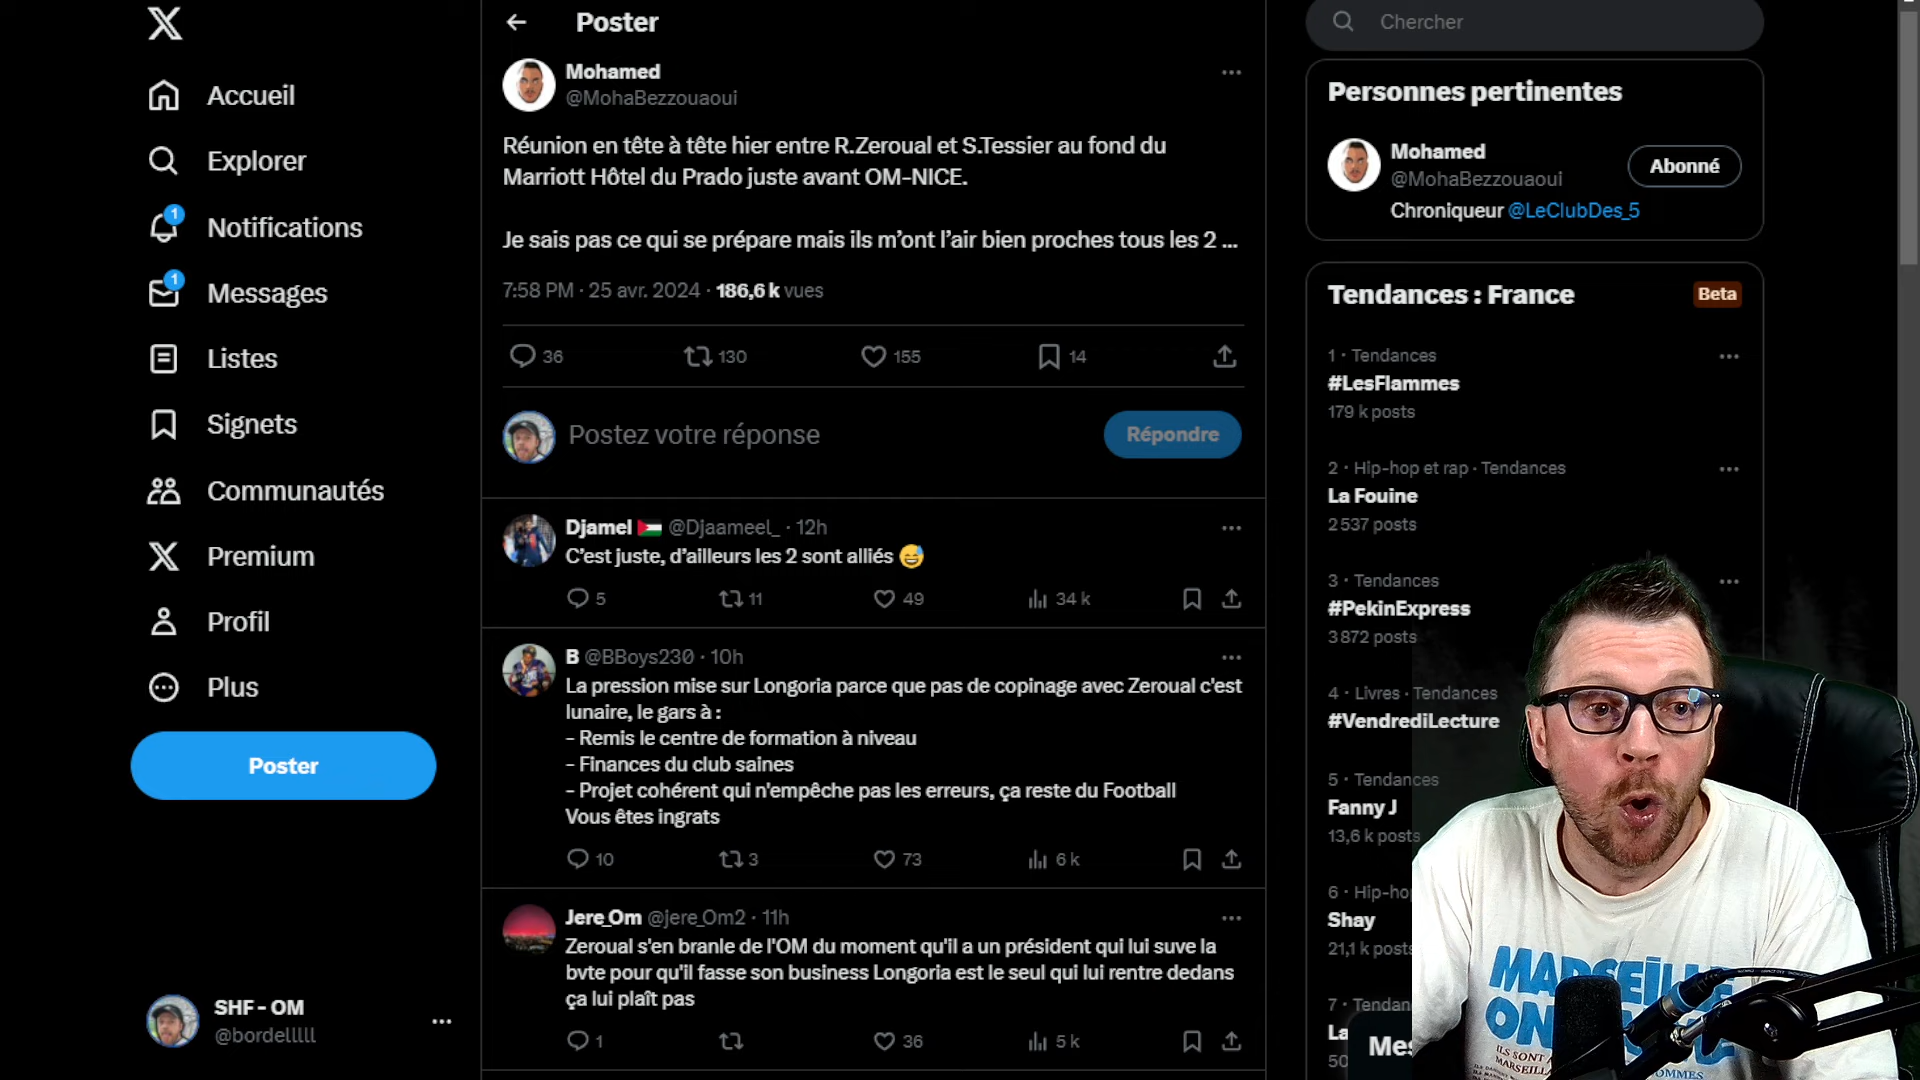 Accueil
Explorer
1
Notifications
1
Messages
Listes
Signets
Communautés
Premium
Profil
Plus
Poster
SHF - OM
@bordelllll
Poster
Mohamed
@MohaBezzouaoui
Réunion en tête à tête hier entre R.Zeroual et S.Tessier au fond du
Marriott Hôtel du Prado juste avant OM-NICE.
Je sais pas ce qui se prépare mais ils m’ont l’air bien proches tous les 2 ...
7:58 PM · 25 avr. 2024 · 186,6 k vues
36 130 155 14
Postez votre réponse
Répondre
Djamel 🇵🇸 @Djaameel_ · 12h
C’est juste, d’ailleurs les 2 sont alliés 😅
5 11 49 34 k
B @BBoys230 · 10h
La pression mise sur Longoria parce que pas de copinage avec Zeroual c'est
lunaire, le gars à :
- Remis le centre de formation à niveau
- Finances du club saines
- Projet cohérent qui n'empêche pas les erreurs, ça reste du Football
Vous êtes ingrats
10 3 73 6 k
Jere_Om @jere_Om2 · 11h
Zeroual s'en branle de l'OM du moment qu'il a un président qui lui suve la
bvte pour qu'il fasse son business Longoria est le seul qui lui rentre dedans
ça lui plaît pas
1 36 5 k
Chercher
Personnes pertinentes
Mohamed
@MohaBezzouaoui
Abonné
Chroniqueur @LeClubDes_5
Tendances : France
Beta
1 · Tendances
#LesFlammes
179 k posts
2 · Hip-hop et rap · Tendances
La Fouine
2 537 posts
3 · Tendances
#PekinExpress
3 872 posts
4 · Livres · Tendances
#VendrediLecture
5 · Tendances
Fanny J
13,6 k posts
6 · Hip-ho
Shay
21,1 k posts
7 · Tendan
La
50
Mes
MARSEILLE
ILS SONT